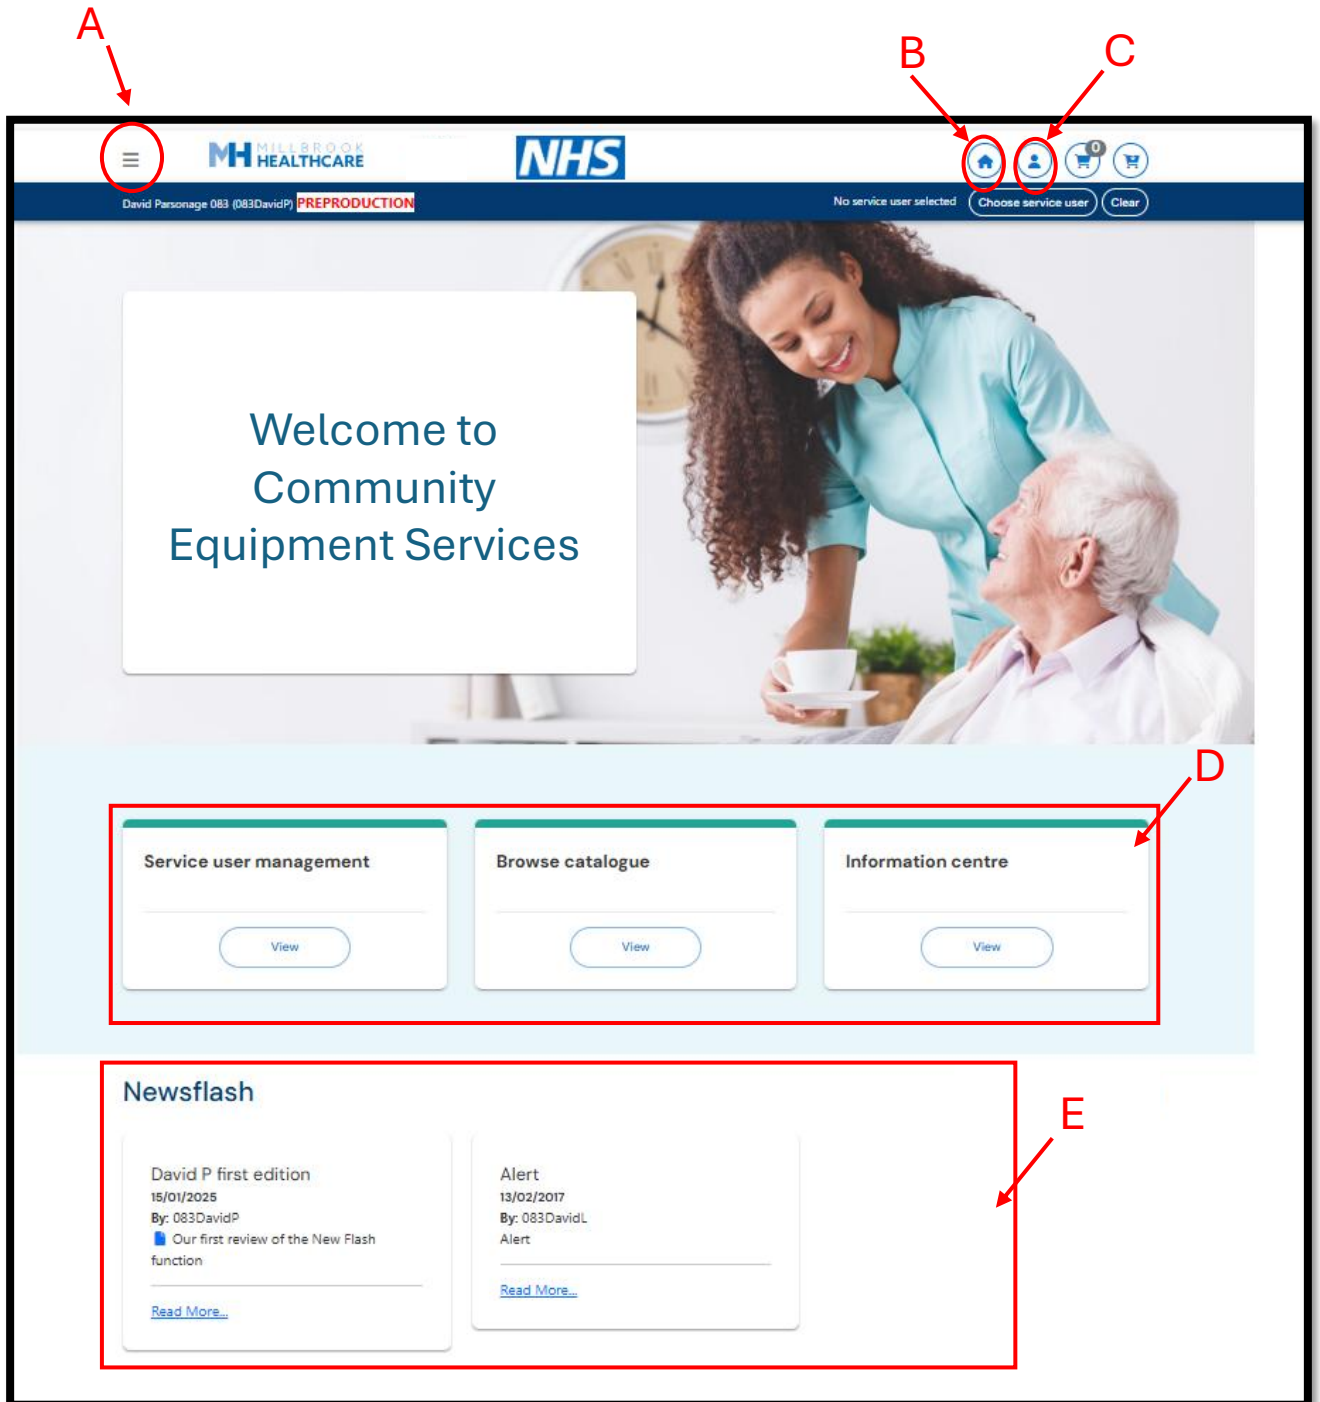 A
B
C
MH MILLBROOK
HEALTHCARE
NHS
0
David Parsonage 083 (083DavidP) PREPRODUCTION
No service user selected Choose service user Clear
Welcome to
Community
Equipment Services
D
Service user management
View
Browse catalogue
View
Information centre
View
Newsflash
E
David P first edition
15/01/2025
By: 083DavidP
Our first review of the New Flash
function
Read More...
Alert
13/02/2017
By: 083DavidL
Alert
Read More...